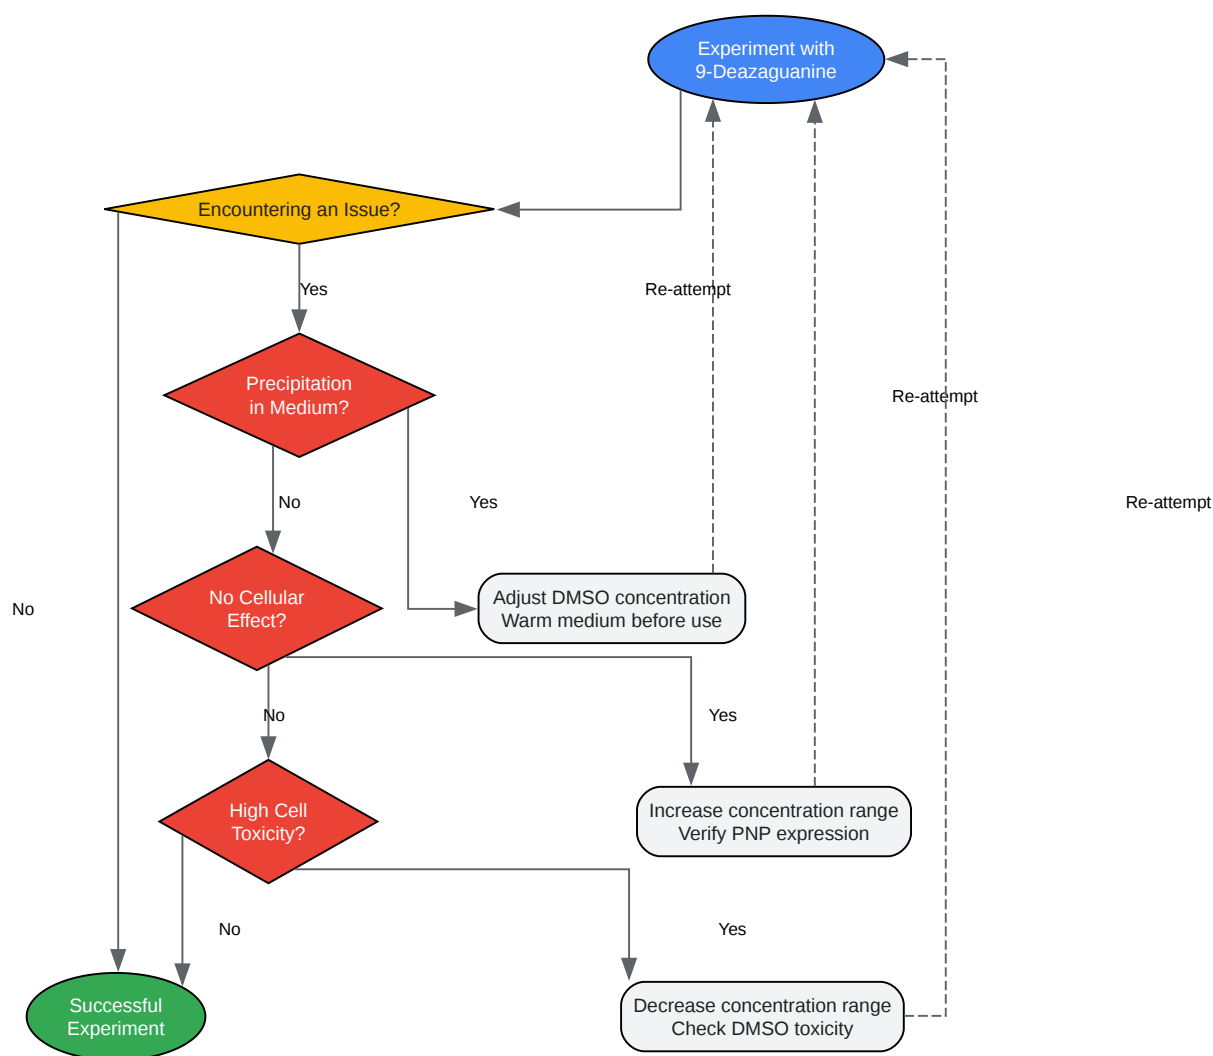 Experiment with
9-Deazaguanine
Encountering an Issue?
Yes
Re-attempt
Precipitation
in Medium?
Re-attempt
No
Yes
Re-attempt
No Cellular
Effect?
Adjust DMSO concentration
Warm medium before use
No
No
Yes
High Cell
Toxicity?
Increase concentration range
Verify PNP expression
No
Yes
Successful
Experiment
Decrease concentration range
Check DMSO toxicity